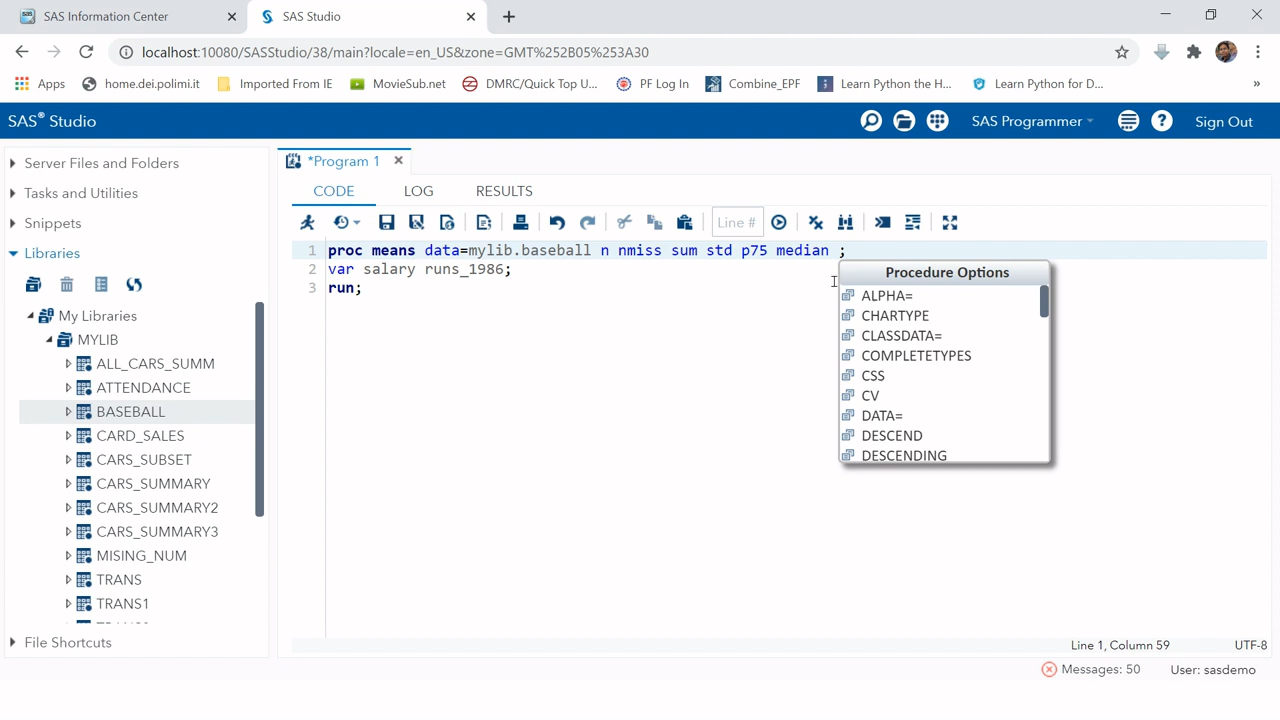 SAS Information Center
SAS Studio
localhost:10080/SASStudio/38/main?locale=en_US&zone=GMT%252B05%253A30
Apps home.dei.polimi.it Imported From IE MovieSub.net DMRC/Quick Top U... PF Log In Combine_EPF Learn Python the H... Learn Python for D... »
SAS® Studio SAS Programmer Sign Out
Server Files and Folders
Tasks and Utilities
Snippets
Libraries
My Libraries
MYLIB
ALL_CARS_SUMM
ATTENDANCE
BASEBALL
CARD_SALES
CARS_SUBSET
CARS_SUMMARY
CARS_SUMMARY2
CARS_SUMMARY3
MISING_NUM
TRANS
TRANS1
File Shortcuts
*Program 1
CODE LOG RESULTS
Line #
1 proc means data=mylib.baseball n nmiss sum std p75 median ;
2 var salary runs_1986;
3 run;
Procedure Options
ALPHA=
CHARTYPE
CLASSDATA=
COMPLETETYPES
CSS
CV
DATA=
DESCEND
DESCENDING
Line 1, Column 59 UTF-8
Messages: 50 User: sasdemo